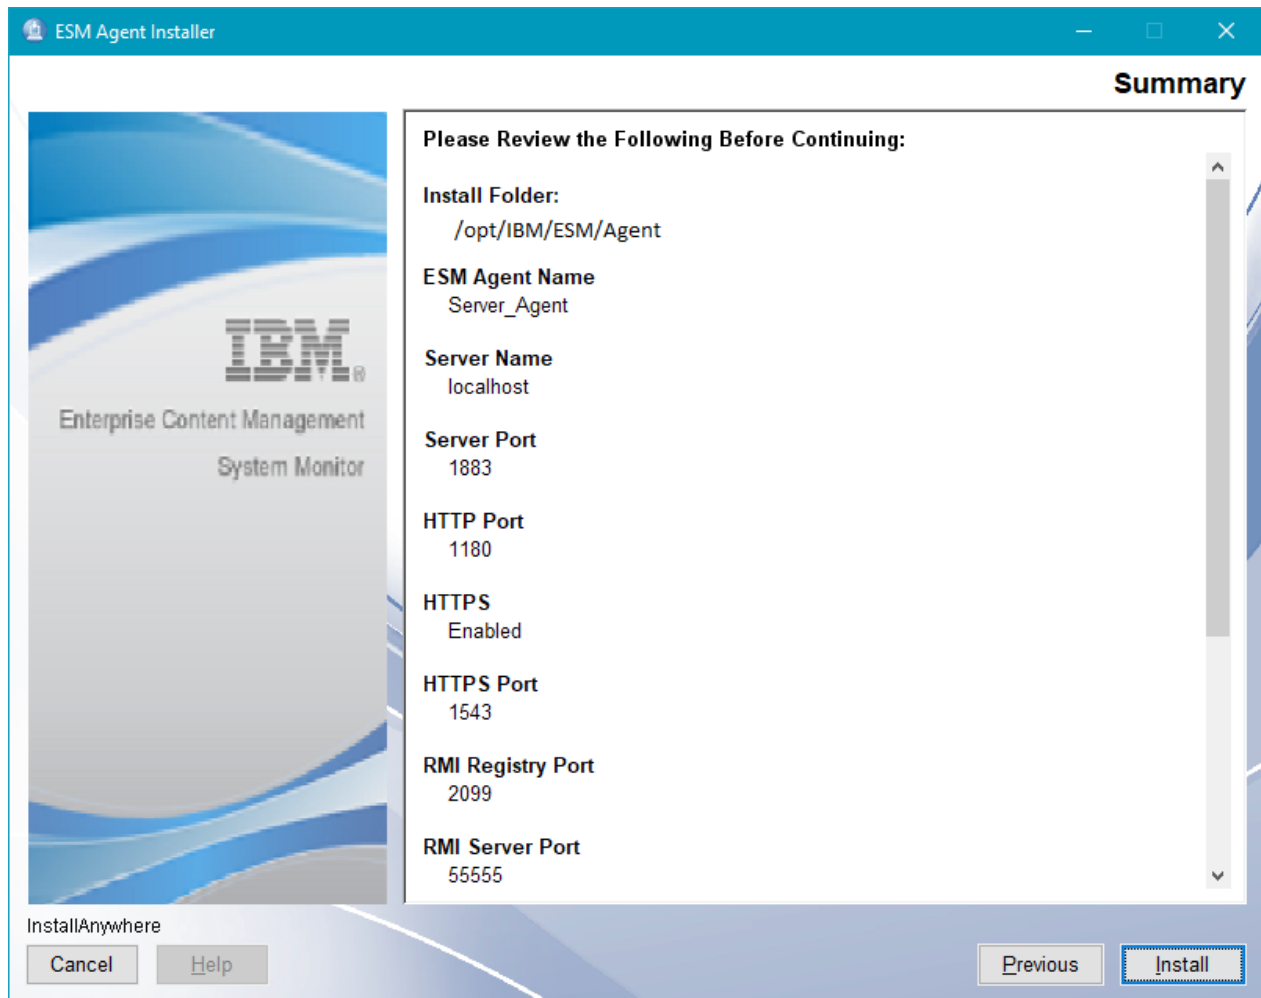 ESM Agent Installer
Summary
IBM®
Enterprise Content Management
System Monitor
Please Review the Following Before Continuing:
Install Folder:
/opt/IBM/ESM/Agent
ESM Agent Name
Server_Agent
Server Name
localhost
Server Port
1883
HTTP Port
1180
HTTPS
Enabled
HTTPS Port
1543
RMI Registry Port
2099
RMI Server Port
55555
InstallAnywhere
Cancel
Help
Previous
Install